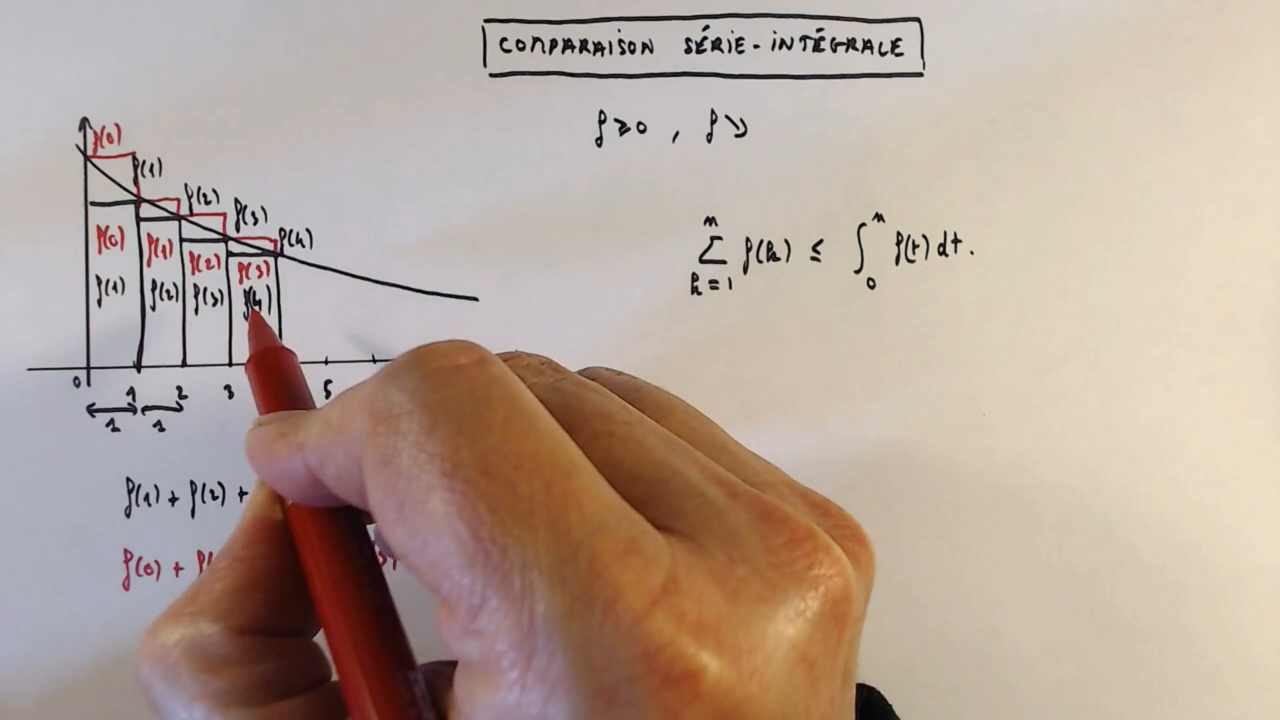 COMPARAISON SÉRIE-INTÉGRALE
f ≥ 0 , f ↘
f(0)
f(1)
f(2)
f(3)
f(4)
f(0) f(1) f(2) f(3)
f(1) f(2) f(3) f(4)
n
∑ f(k) ≤ ∫ f(t) dt.
k = 1
n
0
0 1 2 3 5
1 1
f(1) + f(2) +
f(0) +